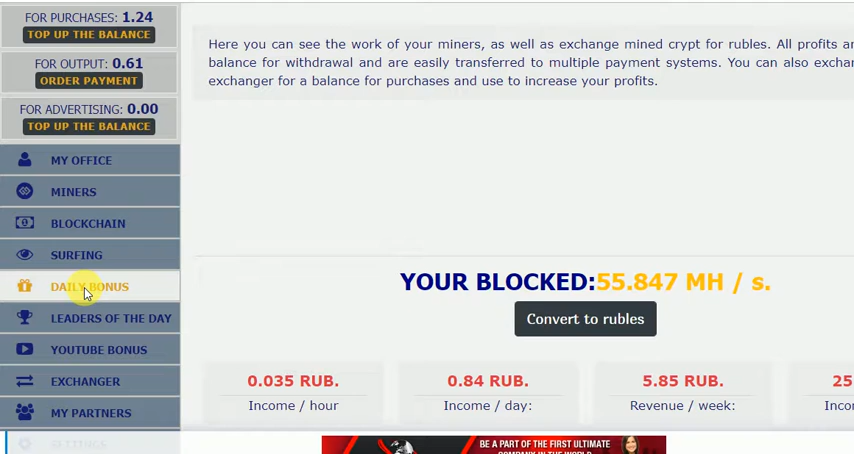 FOR PURCHASES: 1.24
TOP UP THE BALANCE
FOR OUTPUT: 0.61
ORDER PAYMENT
FOR ADVERTISING: 0.00
TOP UP THE BALANCE
MY OFFICE
MINERS
BLOCKCHAIN
SURFING
DAILY BONUS
LEADERS OF THE DAY
YOUTUBE BONUS
EXCHANGER
MY PARTNERS
SETTINGS
Here you can see the work of your miners, as well as exchange mined crypt for rubles. All profits
balance for withdrawal and are easily transferred to multiple payment systems. You can also
exchanger for a balance for purchases and use to increase your profits.
YOUR BLOCKED:55.847 MH / s.
Convert to rubles
0.035 RUB.
Income / hour
0.84 RUB.
Income / day:
5.85 RUB.
Revenue / week:
25
BE A PART OF THE FIRST ULTIMATE
COMPANY IN THE WORLD